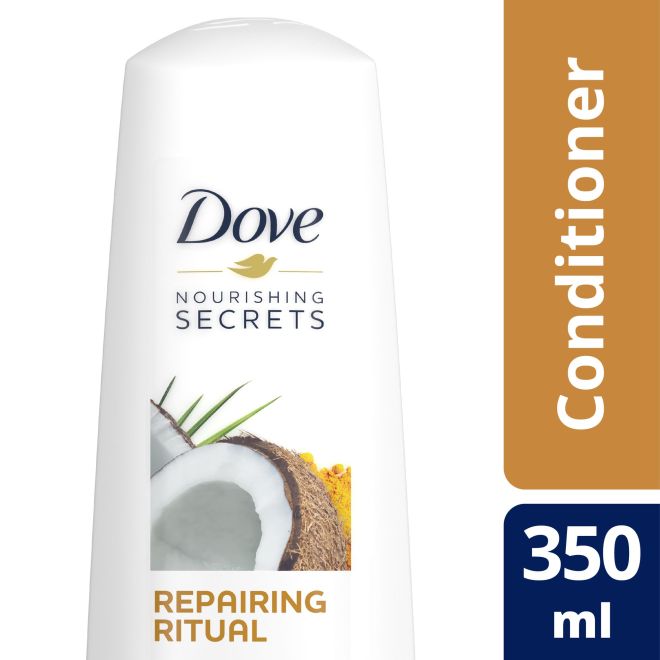 Dove
NOURISHING
SECRETS
REPAIRING
RITUAL
Conditioner
350
ml